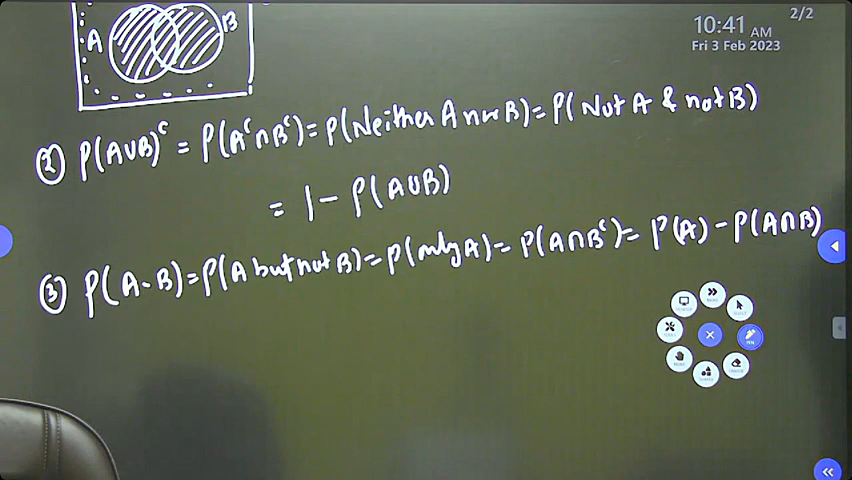 2/2
10:41 AM
Fri 3 Feb 2023
A B
② P(A∪B)ᶜ = P(Aᶜ∩Bᶜ) = P(Neither A nor B) = P(Not A & not B)
= 1 - P(A∪B)
③ P(A-B) = P(A but not B) = P(only A) = P(A∩Bᶜ) = P(A) - P(A∩B)
PEN